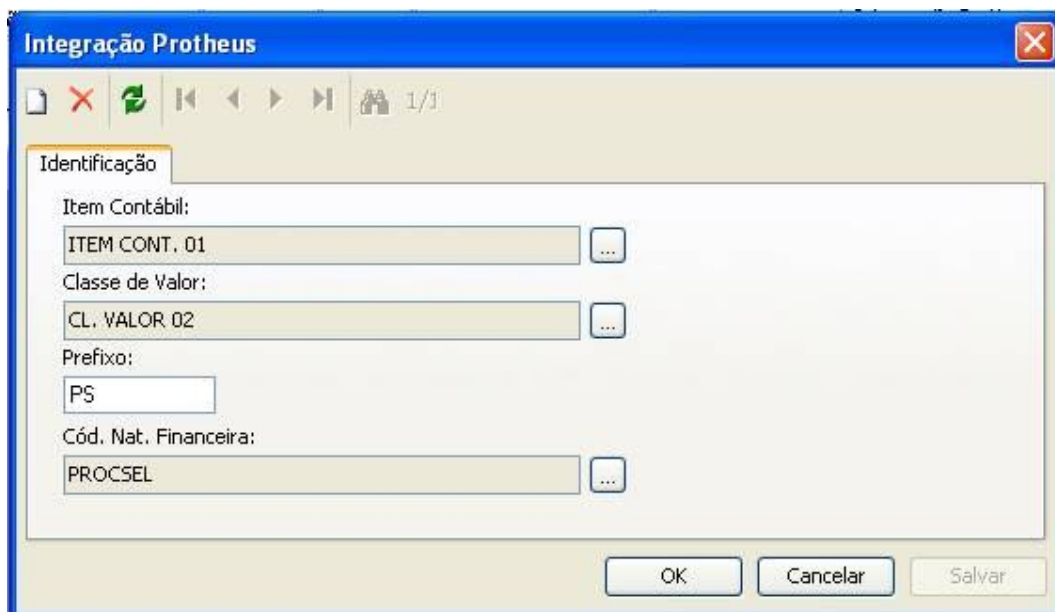 Integração Protheus
1/1
Identificação
Item Contábil:
ITEM CONT. 01
...
Classe de Valor:
CL. VALOR 02
...
Prefixo:
PS
Cód. Nat. Financeira:
PROCSEL
...
OK Cancelar Salvar